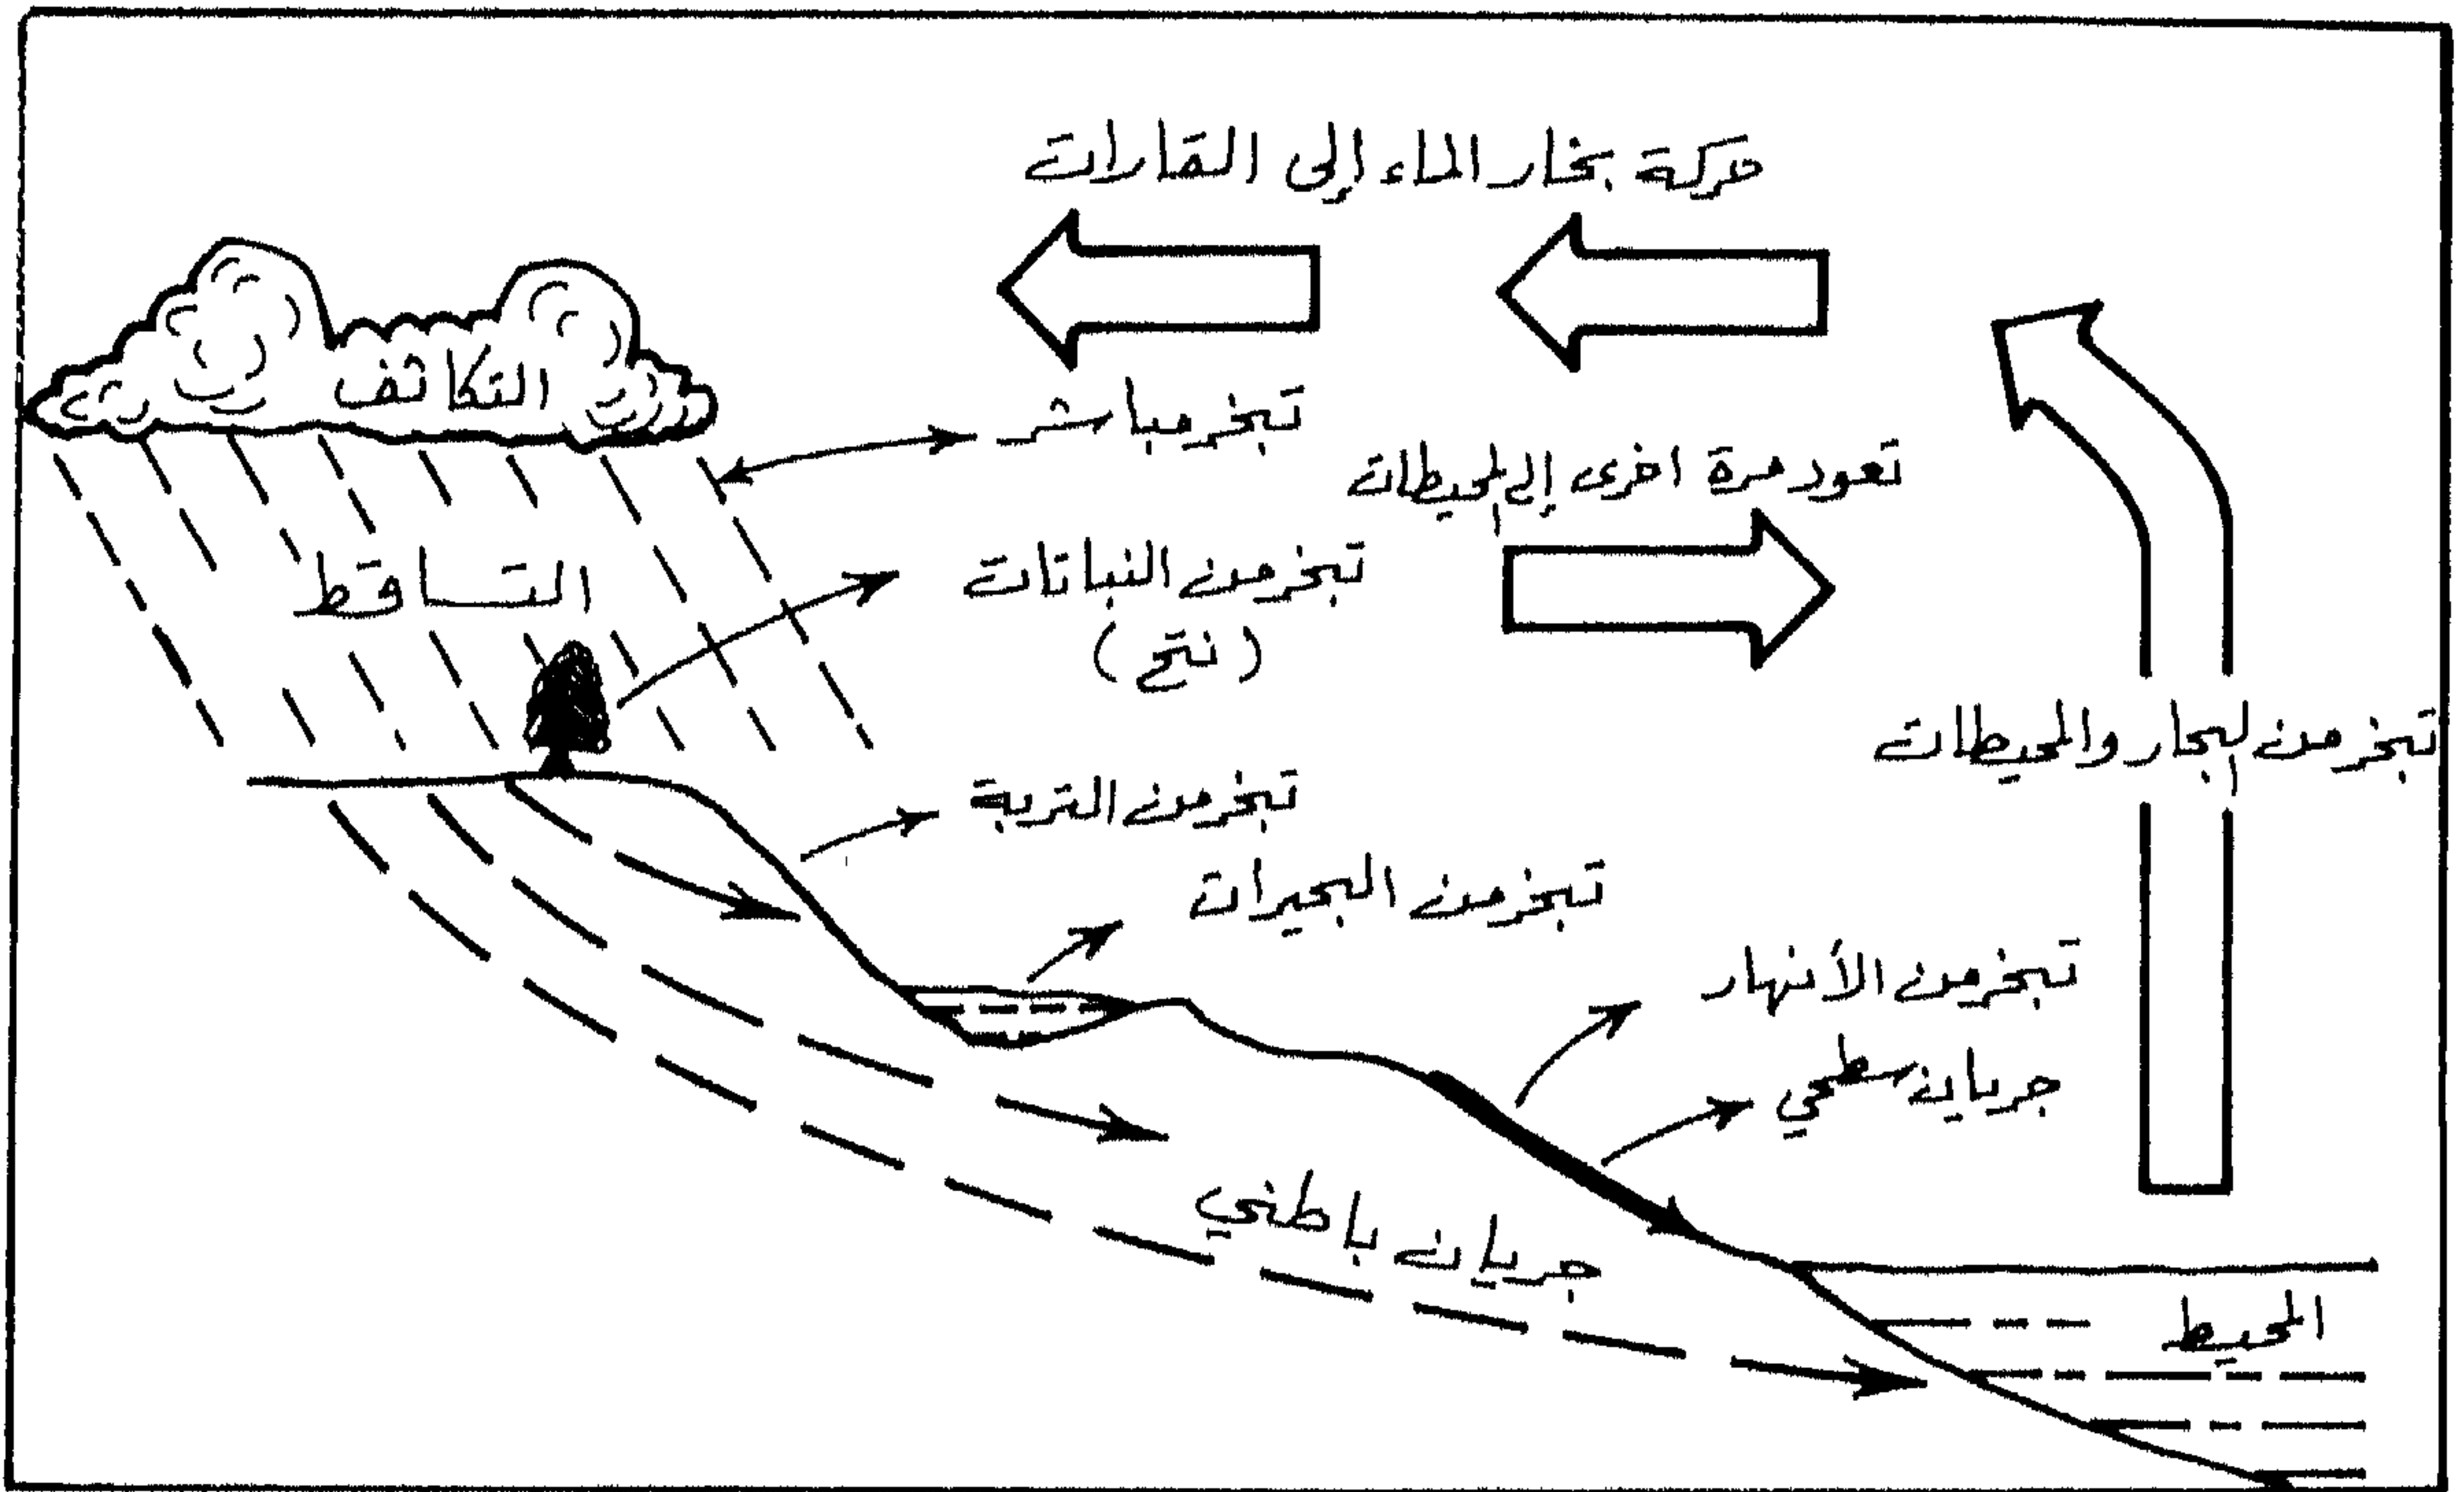 حركة بخار الماء إلى القارات
التكاثف
تبخر مباشر
تعود مرة اخرى إلى المحيطات
تبخر من النباتات
(نتح)
التساقط
تبخر من البحار والمحيطات
تبخر من التربة
تبخر من البحيرات
تبخر من الأنهار
جريان سطحي
جريان باطني
المحيط